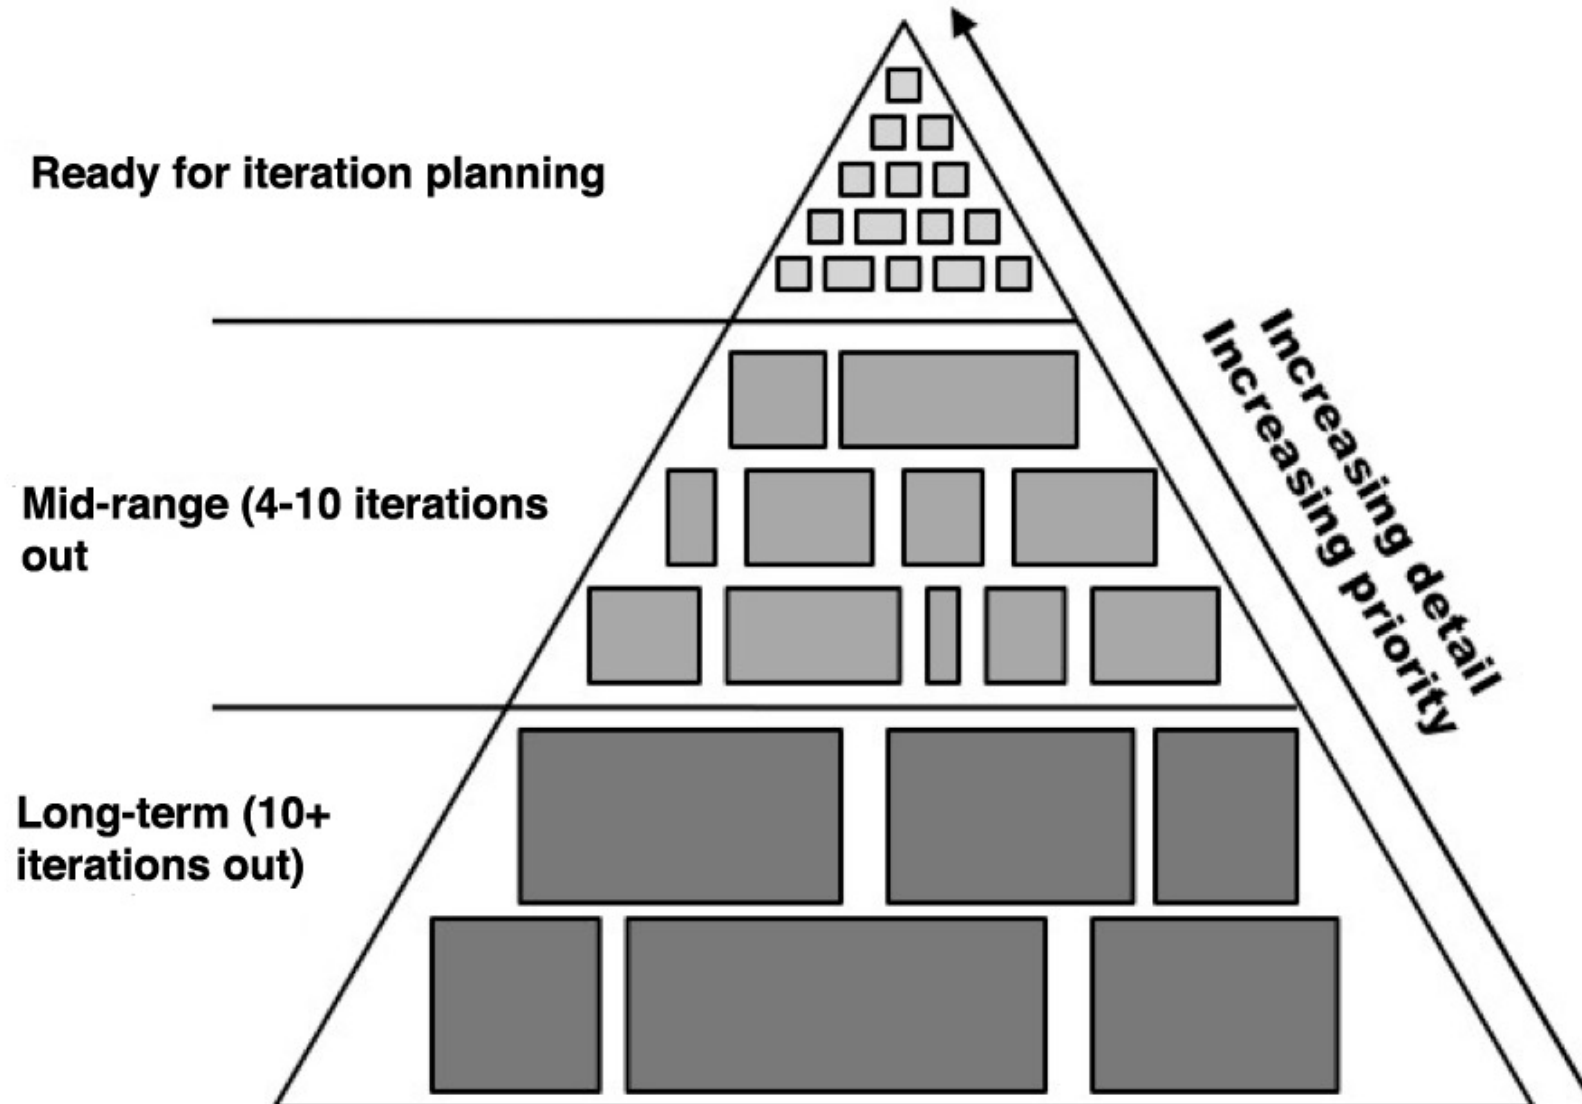 Ready for iteration planning
Increasing detail
Increasing priority
Mid-range (4-10 iterations
out
Long-term (10+
iterations out)